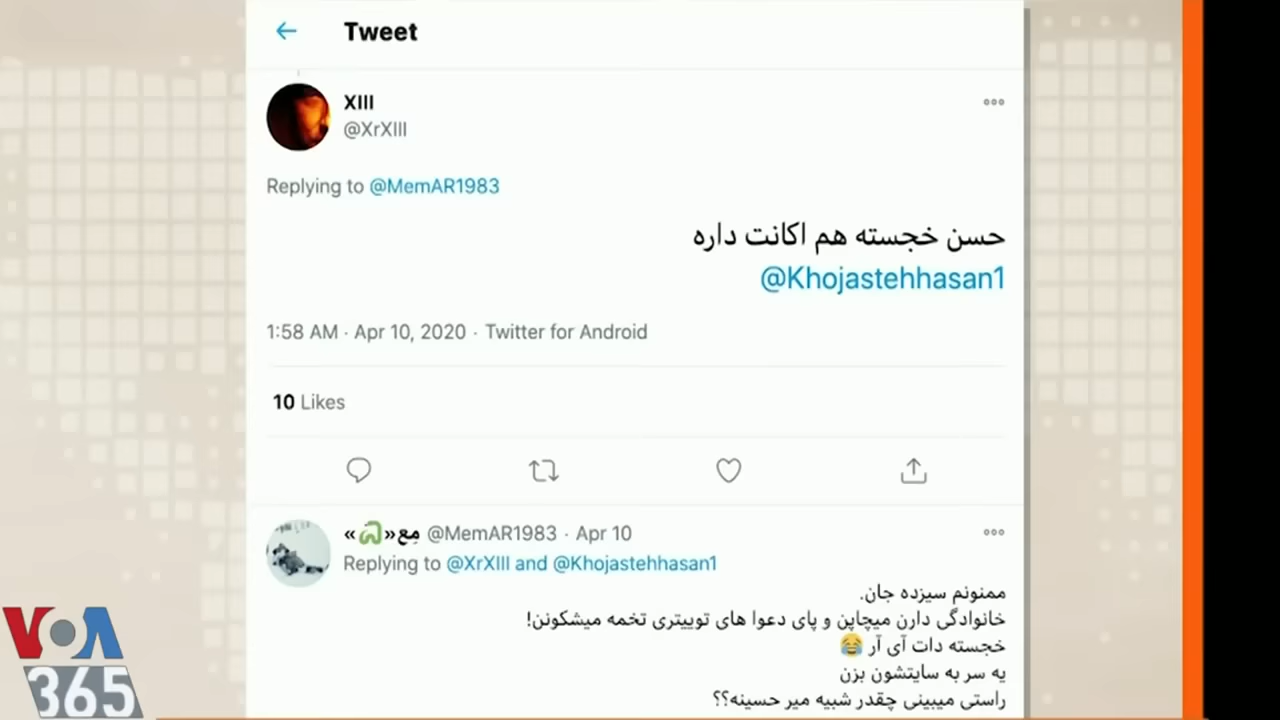 Tweet
XIII
@XrXIII
Replying to @MemAR1983
حسن خجسته هم اکانت داره
@Khojastehhasan1
1:58 AM · Apr 10, 2020 · Twitter for Android
10 Likes
مِع«🐍» @MemAR1983 · Apr 10
Replying to @XrXIII and @Khojastehhasan1
ممنونم سیزده جان.
خانوادگی دارن میچاپن و پای دعوا های توییتری تخمه میشکونن!
خجسته دات آی آر 😂
یه سر به سایتشون بزن
راستی میبینی چقدر شبیه میر حسینه؟؟
VOA
365